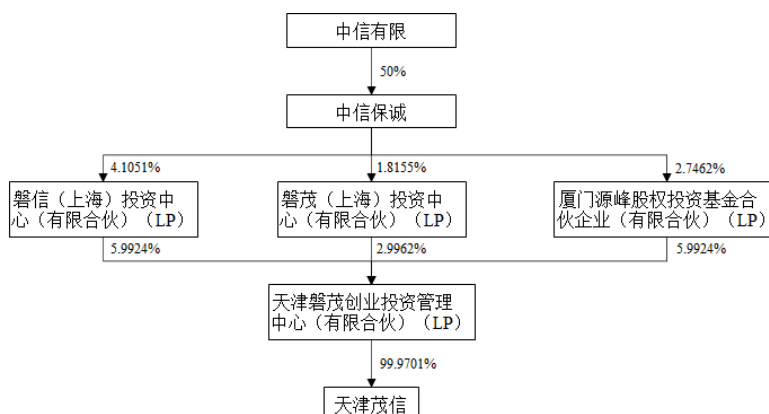 中信有限
50%
中信保诚
4.1051%
1.8155%
2.7462%
磐信（上海）投资中
心（有限合伙）（LP）
磐茂（上海）投资中
心（有限合伙）（LP）
厦门源峰股权投资基金合
伙企业（有限合伙）（LP）
5.9924%
2.9962%
5.9924%
天津磐茂创业投资管理
中心（有限合伙）（LP）
99.9701%
天津茂信